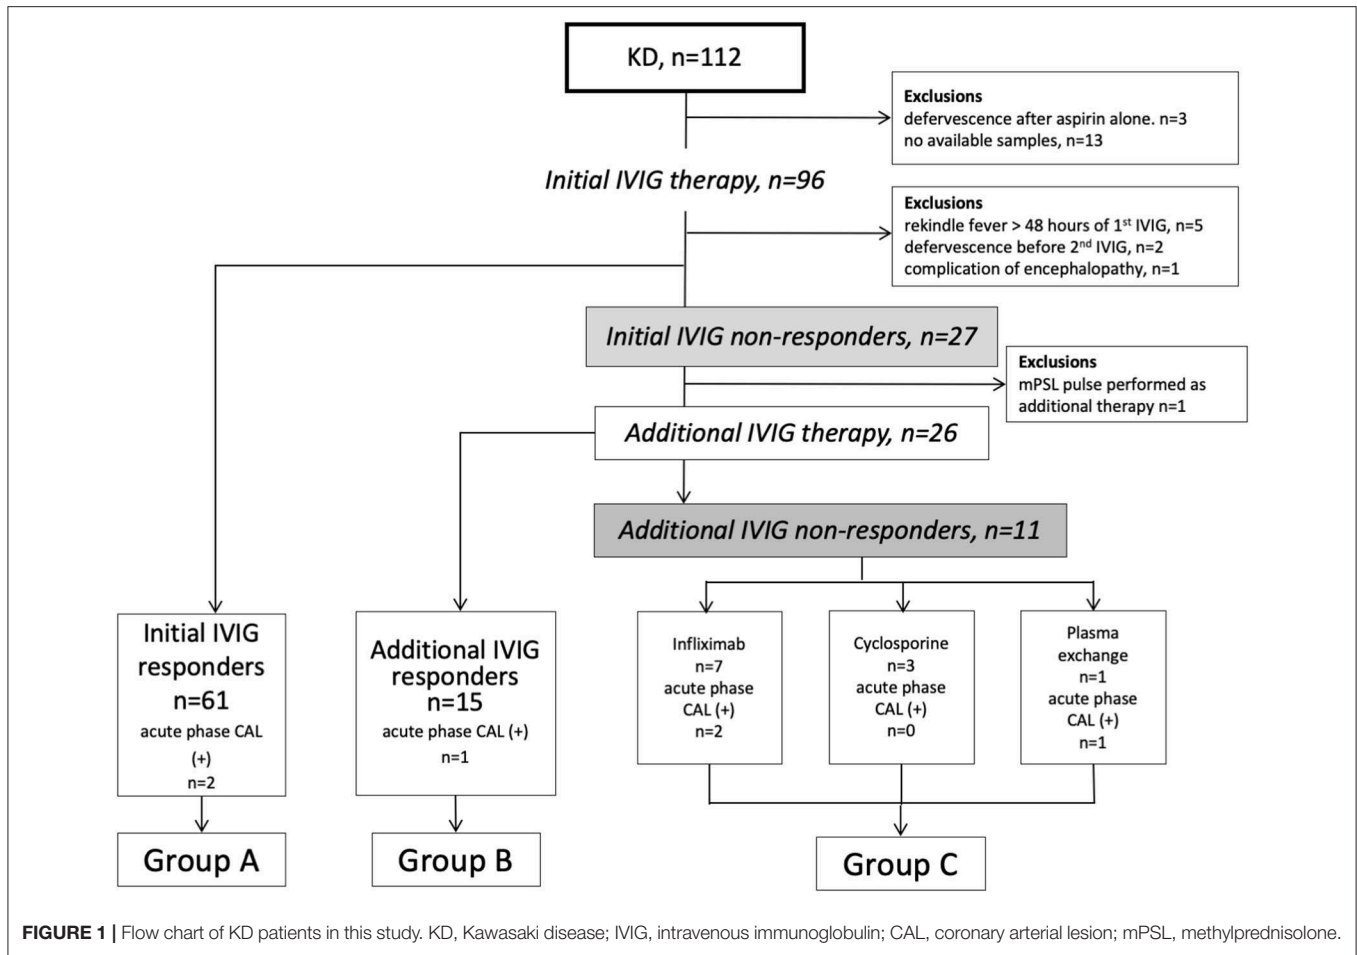 KD, n=112
Exclusions
defervescence after aspirin alone. n=3
no available samples, n=13
Initial IVIG therapy, n=96
Exclusions
rekindle fever > 48 hours of 1st IVIG, n=5
defervescence before 2nd IVIG, n=2
complication of encephalopathy, n=1
Initial IVIG non-responders, n=27
Exclusions
mPSL pulse performed as
additional therapy n=1
Additional IVIG therapy, n=26
Additional IVIG non-responders, n=11
Initial IVIG
responders
n=61
acute phase CAL
(+)
n=2
Additional IVIG
responders
n=15
acute phase CAL (+)
n=1
Infliximab
n=7
acute phase
CAL (+)
n=2
Cyclosporine
n=3
acute phase
CAL (+)
n=0
Plasma
exchange
n=1
acute phase
CAL (+)
n=1
Group A
Group B
Group C
FIGURE 1 | Flow chart of KD patients in this study. KD, Kawasaki disease; IVIG, intravenous immunoglobulin; CAL, coronary arterial lesion; mPSL, methylprednisolone.